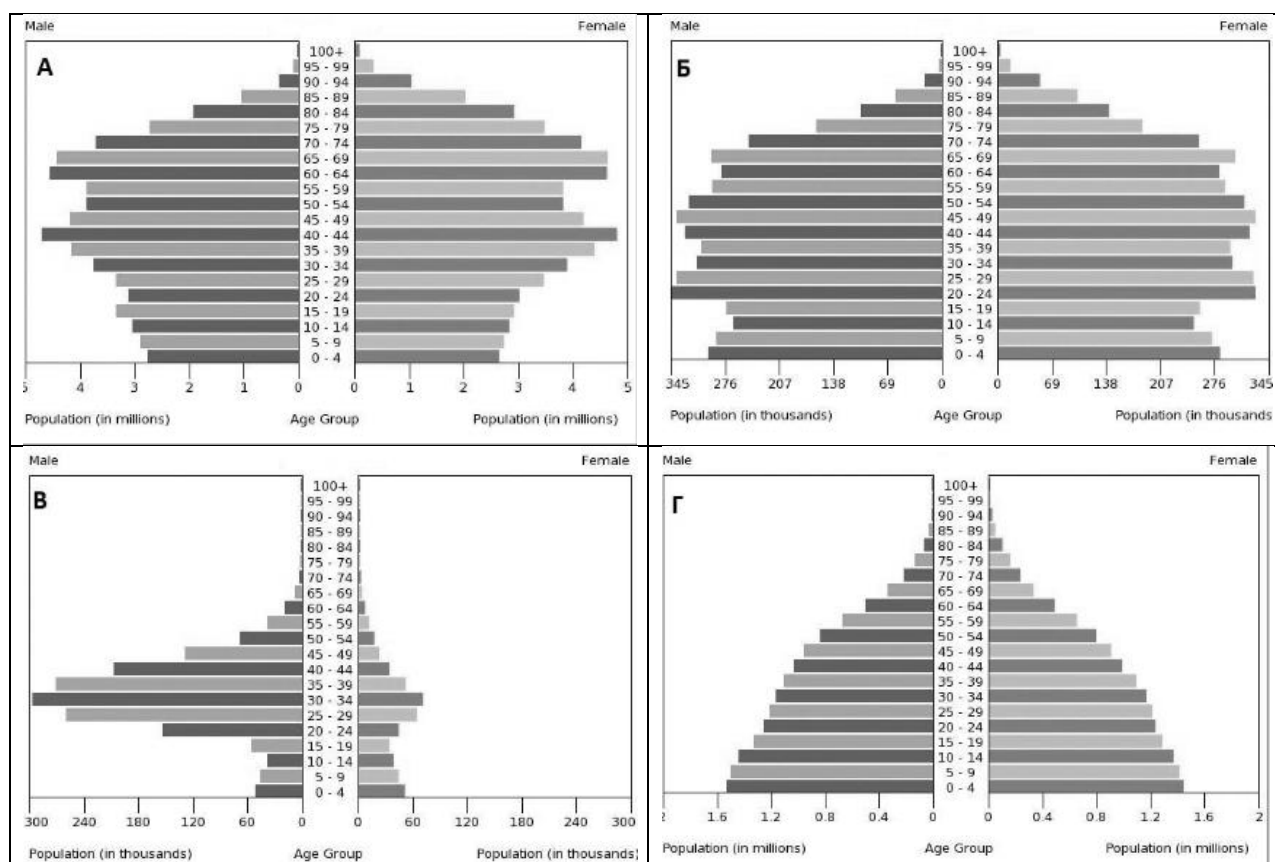 Male Female
А
100+
95 - 99
90 - 94
85 - 89
80 - 84
75 - 79
70 - 74
65 - 69
60 - 64
55 - 59
50 - 54
45 - 49
40 - 44
35 - 39
30 - 34
25 - 29
20 - 24
15 - 19
10 - 14
5 - 9
0 - 4
5 4 3 2 1 0 0 1 2 3 4 5
Population (in millions) Age Group Population (in millions)
Male Female
Б
100+
95 - 99
90 - 94
85 - 89
80 - 84
75 - 79
70 - 74
65 - 69
60 - 64
55 - 59
50 - 54
45 - 49
40 - 44
35 - 39
30 - 34
25 - 29
20 - 24
15 - 19
10 - 14
5 - 9
0 - 4
345 276 207 138 69 0 0 69 138 207 276 345
Population (in thousands) Age Group Population (in thousands)
Male Female
В
100+
95 - 99
90 - 94
85 - 89
80 - 84
75 - 79
70 - 74
65 - 69
60 - 64
55 - 59
50 - 54
45 - 49
40 - 44
35 - 39
30 - 34
25 - 29
20 - 24
15 - 19
10 - 14
5 - 9
0 - 4
300 240 180 120 60 0 0 60 120 180 240 300
Population (in thousands) Age Group Population (in thousands)
Male Female
Г
100+
95 - 99
90 - 94
85 - 89
80 - 84
75 - 79
70 - 74
65 - 69
60 - 64
55 - 59
50 - 54
45 - 49
40 - 44
35 - 39
30 - 34
25 - 29
20 - 24
15 - 19
10 - 14
5 - 9
0 - 4
2 1.6 1.2 0.8 0.4 0 0 0.4 0.8 1.2 1.6 2
Population (in millions) Age Group Population (in millions)